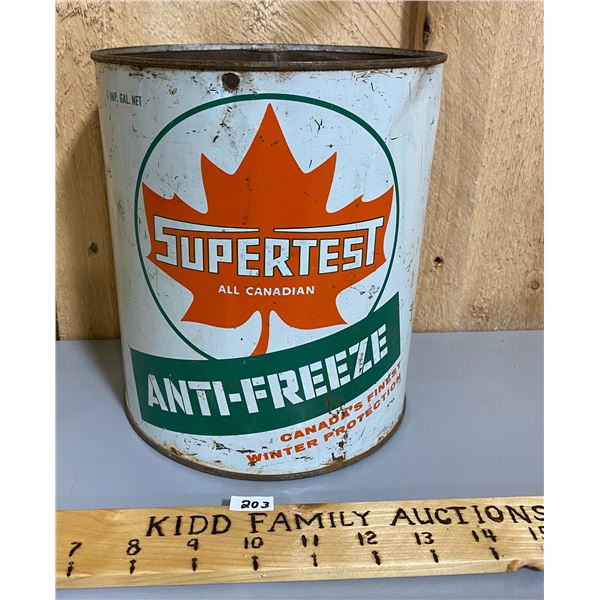 1 IMP. GAL. NET
SUPERTEST
ALL CANADIAN
ANTI-FREEZE
CANADA'S FINEST
WINTER PROTECTION
203
KIDD FAMILY AUCTIONS
7 8 9 10 11 12 13 14 15